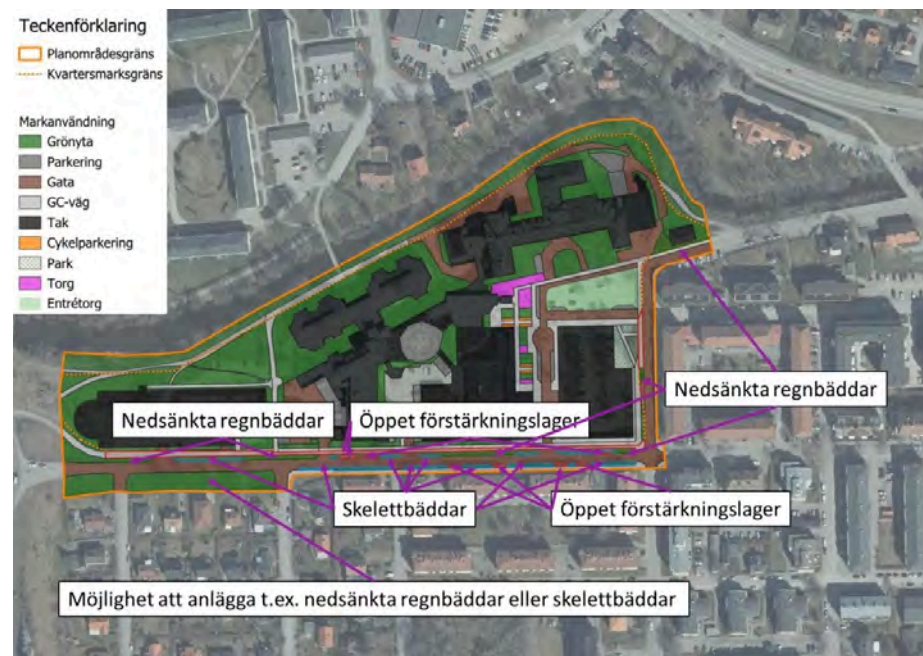 Teckenförklaring
Planområdesgräns
Kvartersmarksgräns
Markanvändning
Grönyta
Parkering
Gata
GC-väg
Tak
Cykelparkering
Park
Torg
Entrétorg
Nedsänkta regnbäddar
Öppet förstärkningslager
Nedsänkta regnbäddar
Skelettbäddar
Öppet förstärkningslager
Möjlighet att anlägga t.ex. nedsänkta regnbäddar eller skelettbäddar